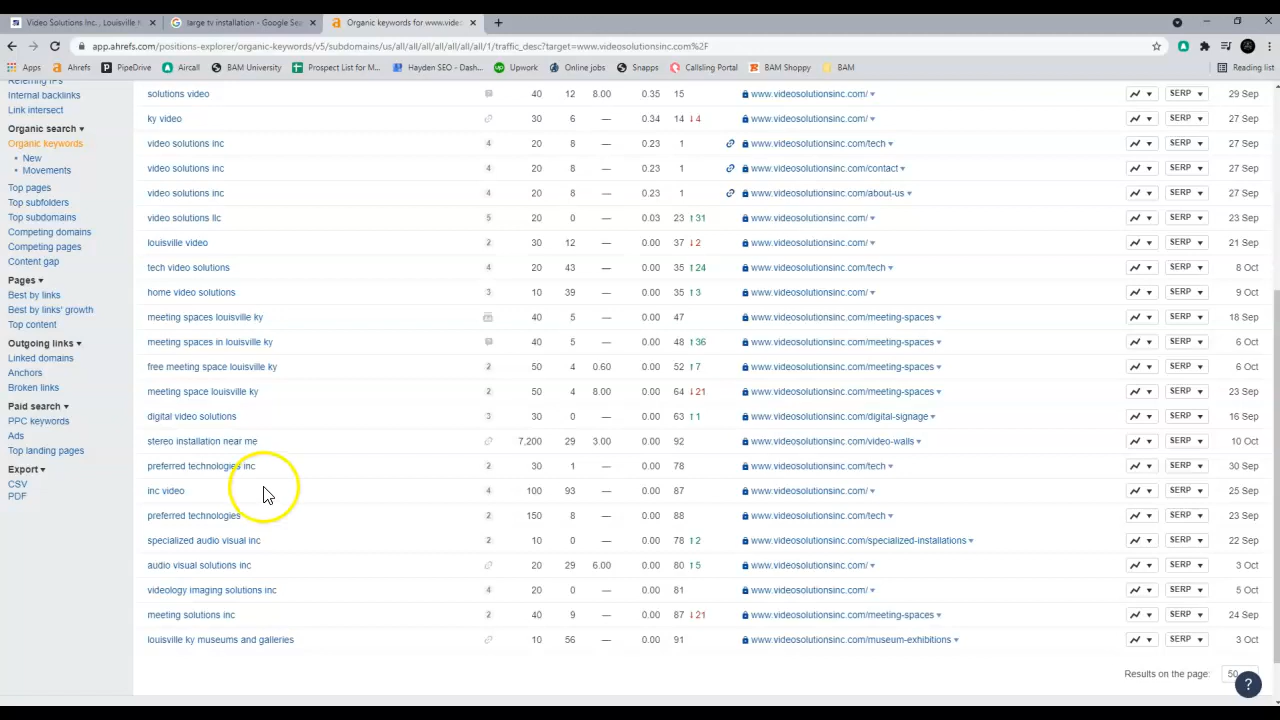 Video Solutions Inc. , Louisville K
large tv installation - Google Sea
Organic keywords for www.video
app.ahrefs.com/positions-explorer/organic-keywords/v5/subdomains/us/all/all/all/all/all/all/all/1/traffic_desc?target=www.videosolutionsinc.com%2F
Apps Ahrefs PipeDrive Aircall BAM University Prospect List for M... Hayden SEO - Dash... Upwork Online jobs Snapps Callsling Portal BAM Shoppy BAM Reading list
Referring IPs
Internal backlinks
Link intersect
Organic search
Organic keywords
New
Movements
Top pages
Top subfolders
Top subdomains
Competing domains
Competing pages
Content gap
Pages
Best by links
Best by links' growth
Top content
Outgoing links
Linked domains
Anchors
Broken links
Paid search
PPC keywords
Ads
Top landing pages
Export
CSV
PDF
solutions video 40 12 8.00 0.35 15 www.videosolutionsinc.com/ SERP 29 Sep
ky video 30 6 — 0.34 14 ↓4 www.videosolutionsinc.com/ SERP 27 Sep
video solutions inc 4 20 8 — 0.23 1 www.videosolutionsinc.com/tech SERP 27 Sep
video solutions inc 4 20 8 — 0.23 1 www.videosolutionsinc.com/contact SERP 27 Sep
video solutions inc 4 20 8 — 0.23 1 www.videosolutionsinc.com/about-us SERP 27 Sep
video solutions llc 5 20 0 — 0.03 23 ↑31 www.videosolutionsinc.com/ SERP 23 Sep
louisville video 2 30 12 — 0.00 37 ↓2 www.videosolutionsinc.com/ SERP 21 Sep
tech video solutions 4 20 43 — 0.00 35 ↑24 www.videosolutionsinc.com/tech SERP 8 Oct
home video solutions 3 10 39 — 0.00 35 ↑3 www.videosolutionsinc.com/ SERP 9 Oct
meeting spaces louisville ky 40 5 — 0.00 47 www.videosolutionsinc.com/meeting-spaces SERP 18 Sep
meeting spaces in louisville ky 40 5 — 0.00 48 ↑36 www.videosolutionsinc.com/meeting-spaces SERP 6 Oct
free meeting space louisville ky 2 50 4 0.60 0.00 52 ↑7 www.videosolutionsinc.com/meeting-spaces SERP 6 Oct
meeting space louisville ky 2 50 4 8.00 0.00 64 ↓21 www.videosolutionsinc.com/meeting-spaces SERP 23 Sep
digital video solutions 3 30 0 — 0.00 63 ↑1 www.videosolutionsinc.com/digital-signage SERP 16 Sep
stereo installation near me 7,200 29 3.00 0.00 92 www.videosolutionsinc.com/video-walls SERP 10 Oct
preferred technologies inc 2 30 1 — 0.00 78 www.videosolutionsinc.com/tech SERP 30 Sep
inc video 4 100 93 — 0.00 87 www.videosolutionsinc.com/ SERP 25 Sep
preferred technologies 2 150 8 — 0.00 88 www.videosolutionsinc.com/tech SERP 23 Sep
specialized audio visual inc 2 10 0 — 0.00 78 ↑2 www.videosolutionsinc.com/specialized-installations SERP 22 Sep
audio visual solutions inc 20 29 6.00 0.00 80 ↑5 www.videosolutionsinc.com/ SERP 3 Oct
videology imaging solutions inc 4 20 0 — 0.00 81 www.videosolutionsinc.com/ SERP 5 Oct
meeting solutions inc 2 40 9 — 0.00 87 ↓21 www.videosolutionsinc.com/meeting-spaces SERP 24 Sep
louisville ky museums and galleries 10 56 — 0.00 91 www.videosolutionsinc.com/museum-exhibitions SERP 3 Oct
Results on the page: 50
?